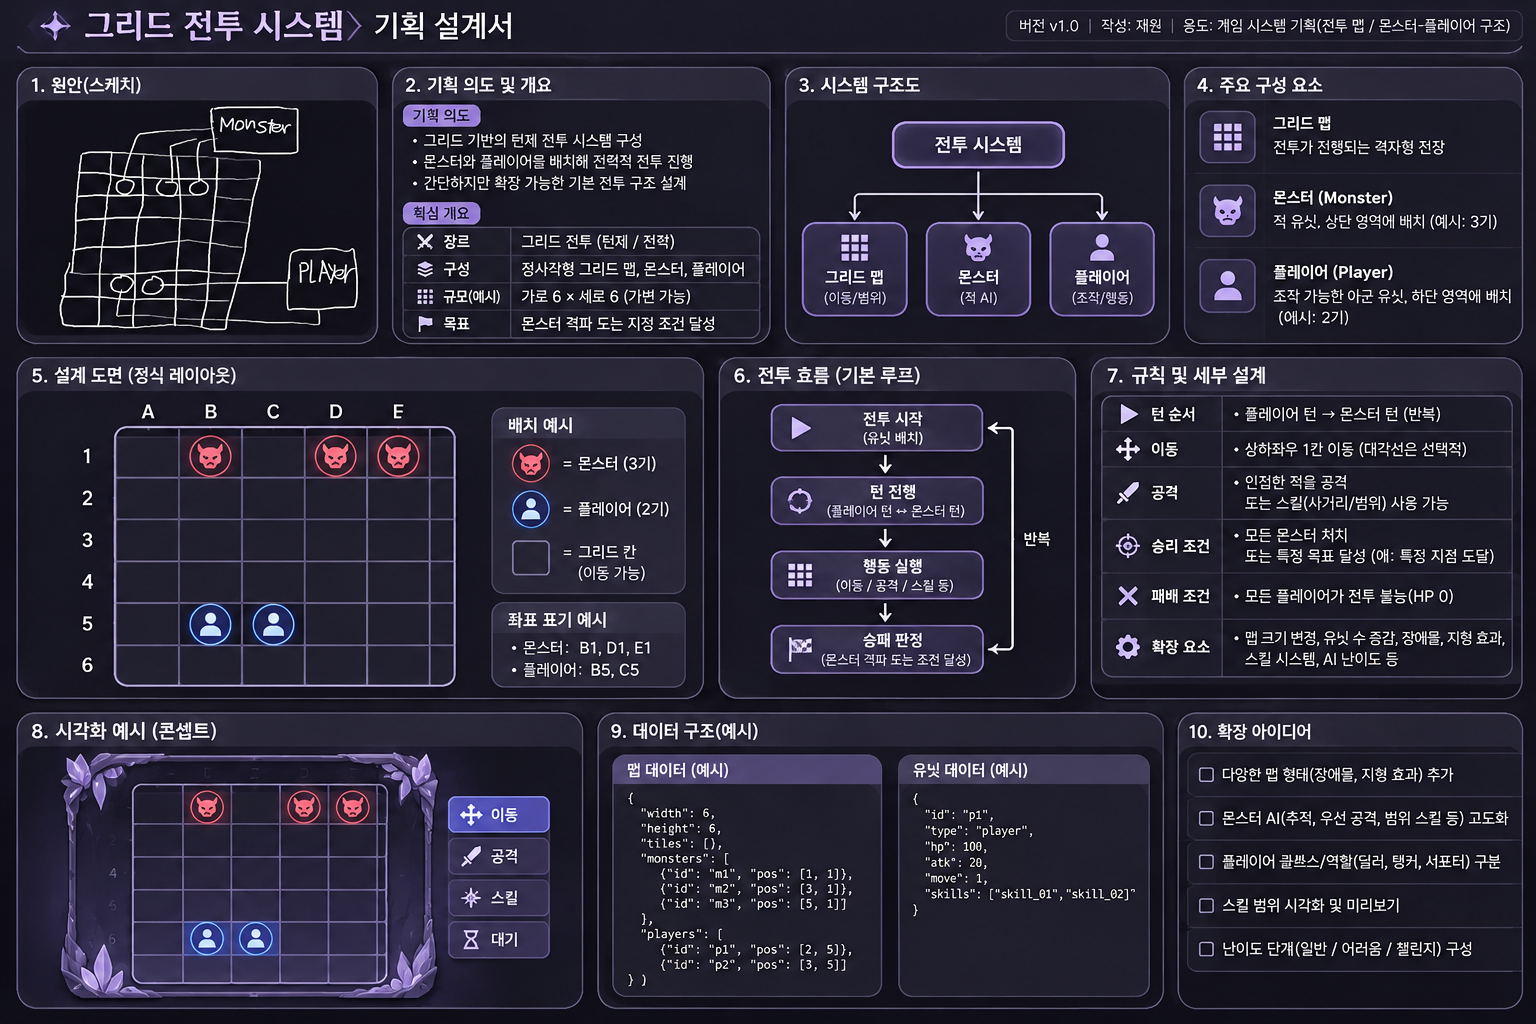 그리드 전투 시스템 기획 설계서
버전 v1.0 | 작성: 재원 | 용도: 게임 시스템 기획(전투 맵 / 몬스터-플레이어 구조)
1. 원안(스케치)
Monster
PLAyer
2. 기획 의도 및 개요
기획 의도
• 그리드 기반의 턴제 전투 시스템 구성
• 몬스터와 플레이어을 배치해 전략적 전투 진행
• 간단하지만 확장 가능한 기본 전투 구조 설계
핵심 개요
장르 그리드 전투 (턴제 / 전략)
구성 정사작형 그리드 맵, 몬스터, 플레이어
규모(예시) 가로 6 × 세로 6 (가변 가능)
목표 몬스터 격파 도는 지정 조건 달성
3. 시스템 구조도
전투 시스템
그리드 맵
(이동/범위)
몬스터
(적 AI)
플레이어
(조작/행동)
4. 주요 구성 요소
그리드 맵
전투가 진행되는 격자형 전장
몬스터 (Monster)
적 유닛, 상단 영역에 배치 (예시: 3기)
플레이어 (Player)
조작 가능한 아군 유닛, 하단 영역에 배치
(에시: 2기)
5. 설계 도면 (정식 레이아웃)
A B C D E
1
2
3
4
5
6
배치 예시
= 몬스터 (3기)
= 플레이어 (2기)
= 그리드 칸
(이동 가능)
좌표 표기 예시
• 몬스터: B1, D1, E1
• 플레이어: B5, C5
6. 전투 흐름 (기본 루프)
전투 시작
(유닛 배치)
턴 진행
(플레이어 턴 ↔ 몬스터 턴)
행동 실행
(이동 / 공격 / 스킬 등)
승패 판정
(몬스터 격파 도는 조전 달성)
반복
7. 규칙 및 세부 설계
턴 순서 • 플레이어 턴 → 몬스터 턴 (반복)
이동 • 상하좌우 1칸 이동 (대각선은 선택적)
공격 • 인접한 적을 공격
또는 스킬(사거리/범위) 사용 가능
승리 조건 • 모든 몬스터 처치
또는 특정 목표 달성 (애: 특정 지점 도달)
패배 조건 • 모든 플레이어가 전투 불능(HP 0)
확장 요소 • 맵 크기 변정, 유닛 수 증감, 장애물, 지형 효과,
스킬 시스템, AI 난이도 등
8. 시각화 예시 (콘셉트)
이동
공격
스킬
대기
9. 데이터 구조(예시)
맵 데이터 (예시)
{
"width": 6,
"height": 6,
"tiles": [),
"monsters": [
{"id": "m1", "pos": [1, 1]},
{"id": "m2", "pos": [3, 1]},
{"id": "m3", "pos": [5, 1]]
],
"players": [
{"id": "p1", "pos": [2, 5]},
{"id": "p2", "pos": [3, 5]]
} )
유닛 데이터 (예시)
{
"id": "p1",
"type": "player",
"hp": 100,
"atk": 20,
"move": 1,
"skills": ["skill_01","skill_02]"
}
10. 확장 아이디어
다양한 맵 형태(장애물, 지형 효과) 추가
몬스터 AI(추적, 우선 공격, 범위 스킬 등) 고도화
플레이어 /역할(딜러, 탱커, 서포터) 구분
스킬 범위 시각화 및 미리보기
난이도 단개(일반 / 어려움 / 챌린지) 구성